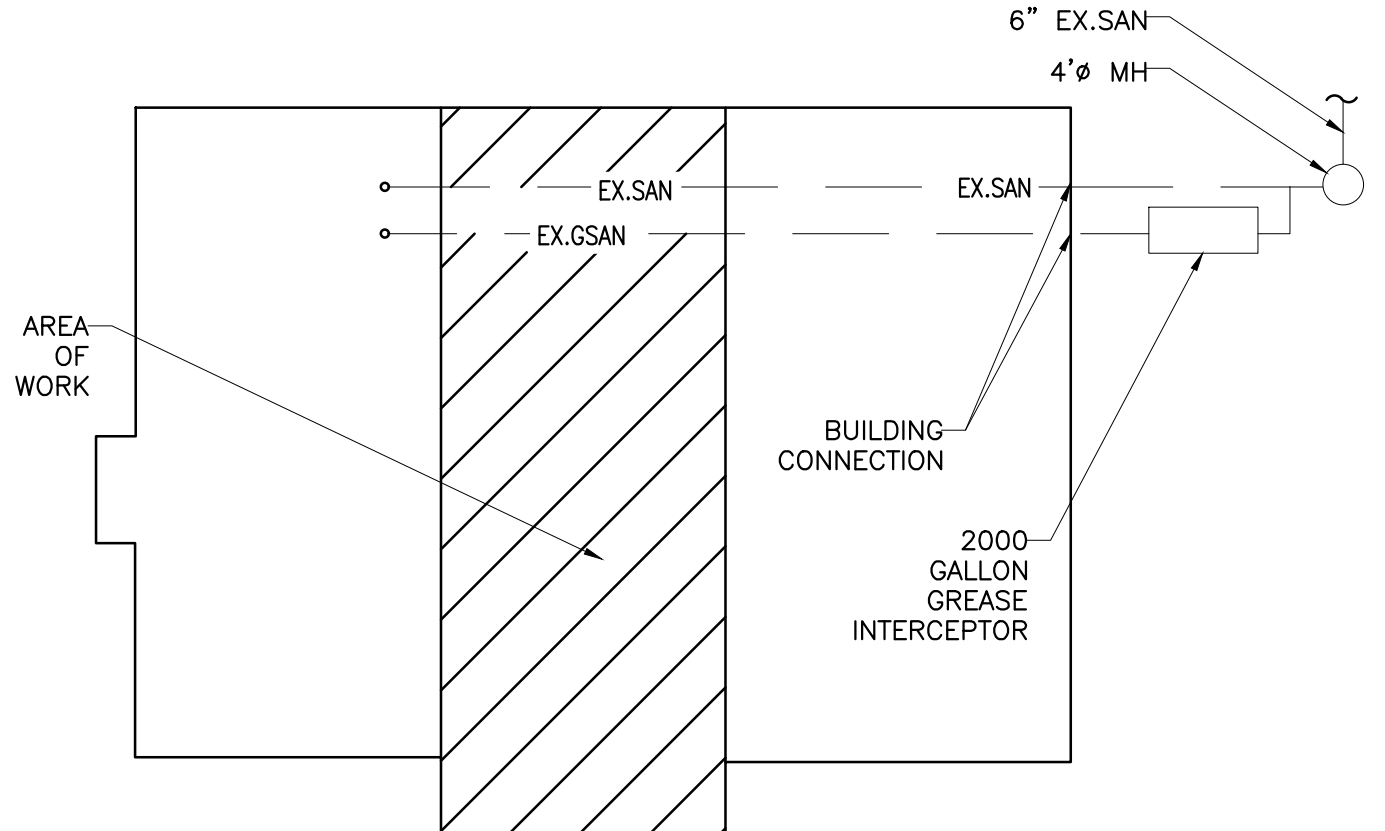 6” EX.SAN
4’ø MH
EX.SAN
EX.SAN
EX.GSAN
AREA
OF
WORK
BUILDING
CONNECTION
2000
GALLON
GREASE
INTERCEPTOR